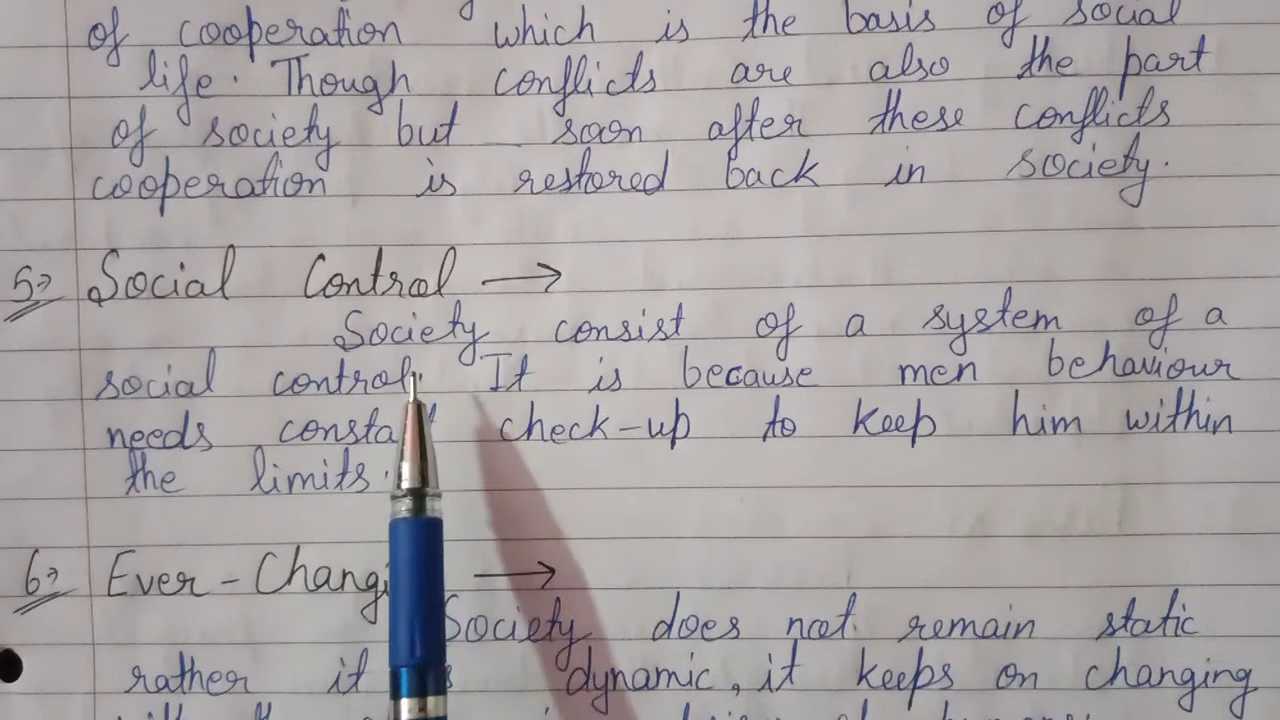 of cooperation which is the basis of social
life. Though conflicts are also the part
of society but soon after these conflicts
cooperation is restored back in society.
5⇒ Social Control →
Society consist of a system of a
social control. It is because men behaviour
needs check-up to keep him within
the limits.
6⇒ Ever-Changi →
Society does not remain static
rather it dynamic, it keeps on changing